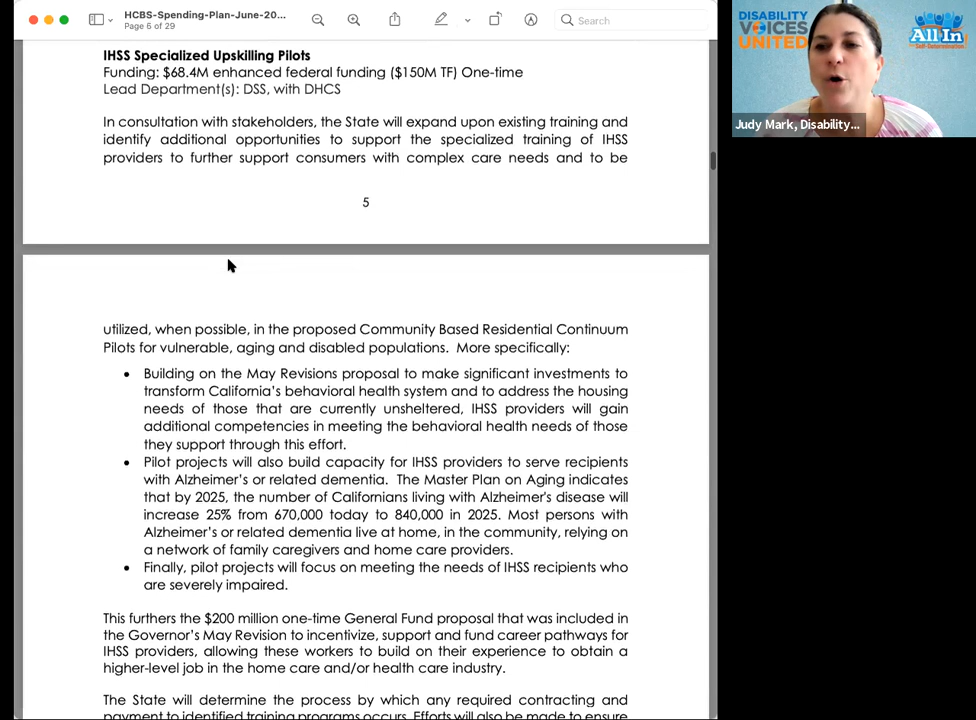 HCBS-Spending-Plan-June-20...
Page 6 of 29
Search
IHSS Specialized Upskilling Pilots
Funding: $68.4M enhanced federal funding ($150M TF) One-time
Lead Department(s): DSS, with DHCS
In consultation with stakeholders, the State will expand upon existing training and
identify additional opportunities to support the specialized training of IHSS
providers to further support consumers with complex care needs and to be
5
utilized, when possible, in the proposed Community Based Residential Continuum
Pilots for vulnerable, aging and disabled populations. More specifically:
• Building on the May Revisions proposal to make significant investments to
transform California's behavioral health system and to address the housing
needs of those that are currently unsheltered, IHSS providers will gain
additional competencies in meeting the behavioral health needs of those
they support through this effort.
• Pilot projects will also build capacity for IHSS providers to serve recipients
with Alzheimer's or related dementia. The Master Plan on Aging indicates
that by 2025, the number of Californians living with Alzheimer's disease will
increase 25% from 670,000 today to 840,000 in 2025. Most persons with
Alzheimer's or related dementia live at home, in the community, relying on
a network of family caregivers and home care providers.
• Finally, pilot projects will focus on meeting the needs of IHSS recipients who
are severely impaired.
This furthers the $200 million one-time General Fund proposal that was included in
the Governor's May Revision to incentivize, support and fund career pathways for
IHSS providers, allowing these workers to build on their experience to obtain a
higher-level job in the home care and/or health care industry.
The State will determine the process by which any required contracting and
payment to identified training programs occurs. Efforts will also be made to ensure
DISABILITY
VOICES
UNITED
All In
for Self-Determination
Judy Mark, Disability...